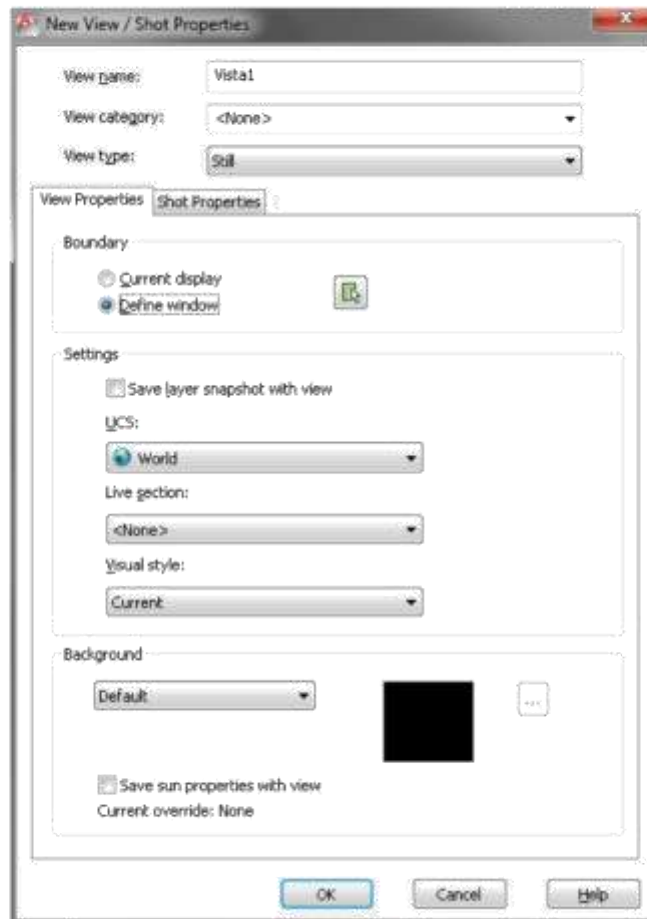 New View / Shot Properties
View name: Vista1
View category: <None>
View type: Still
View Properties Shot Properties
Boundary
Current display
Define window
Settings
Save layer snapshot with view
UCS:
World
Live section:
<None>
Visual style:
Current
Background
Default
...
Save sun properties with view
Current override: None
OK Cancel Help